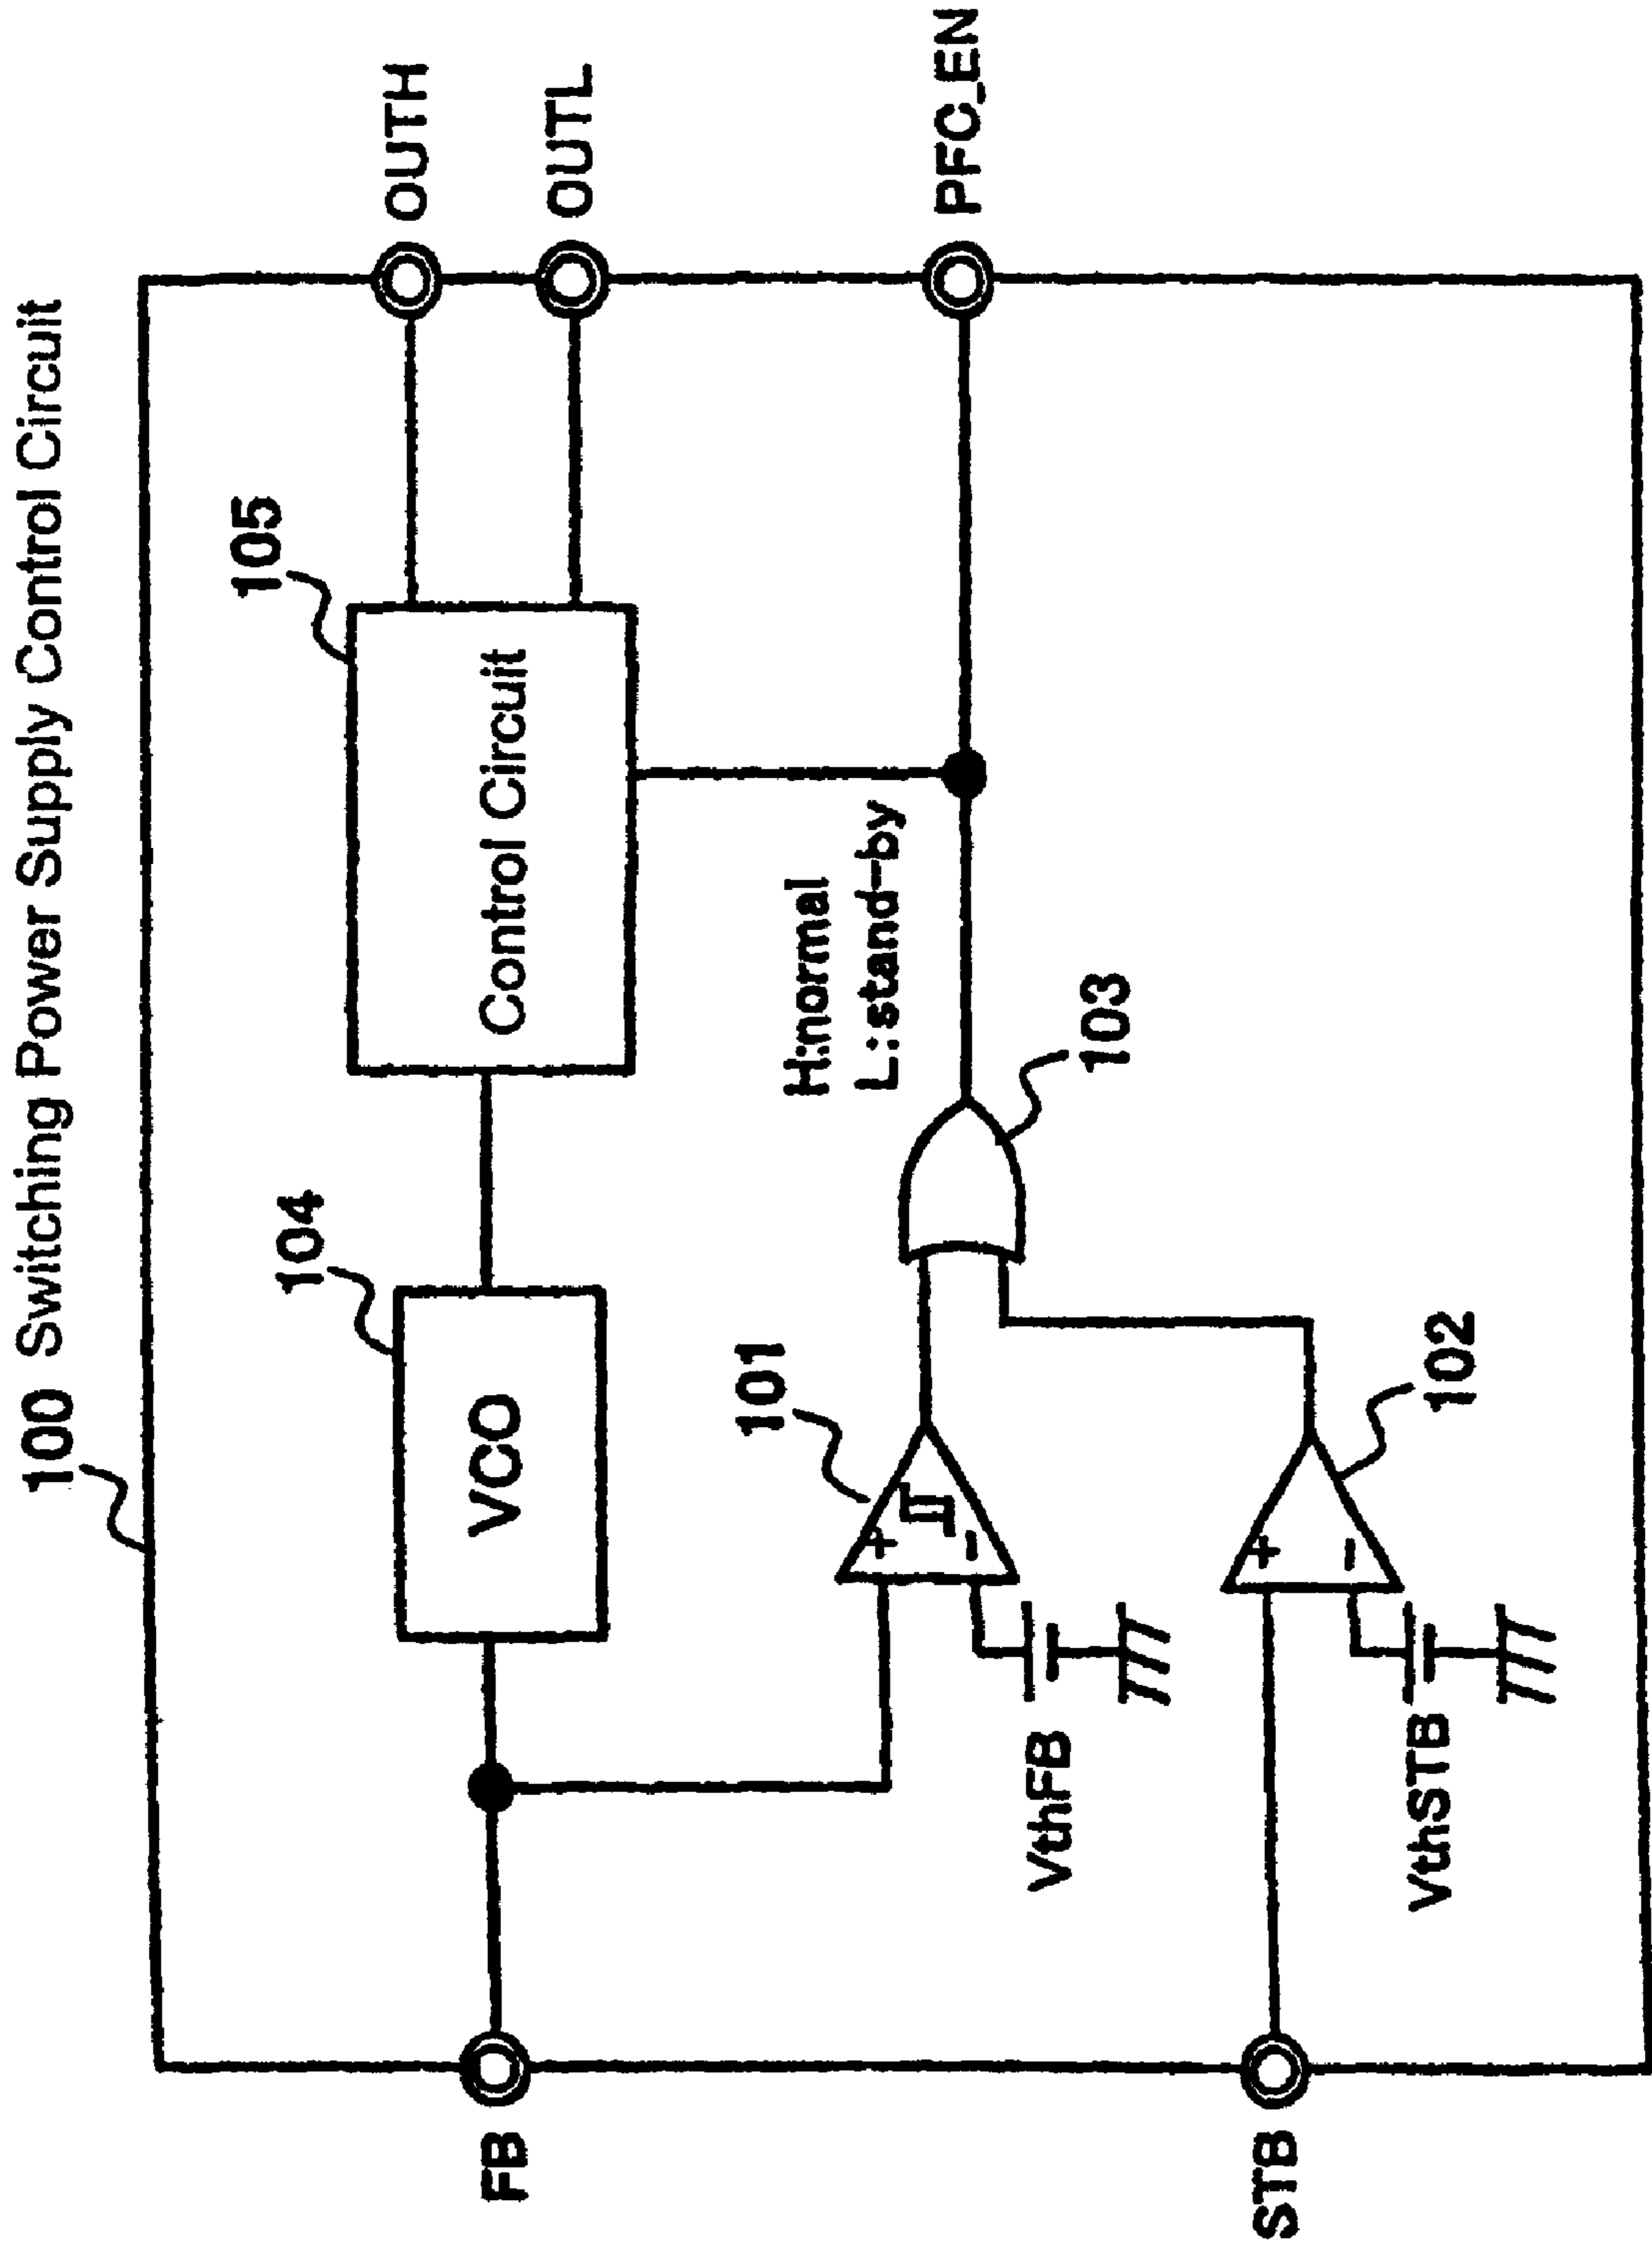 100 Switching Power Supply Control Circuit
105
OUTH
104
Control Circuit
OUTL
VCO
FB
H:normal
L:stand-by
PFC_EN
101
103
+
-
VthFB
102
STB
+
-
VthSTB